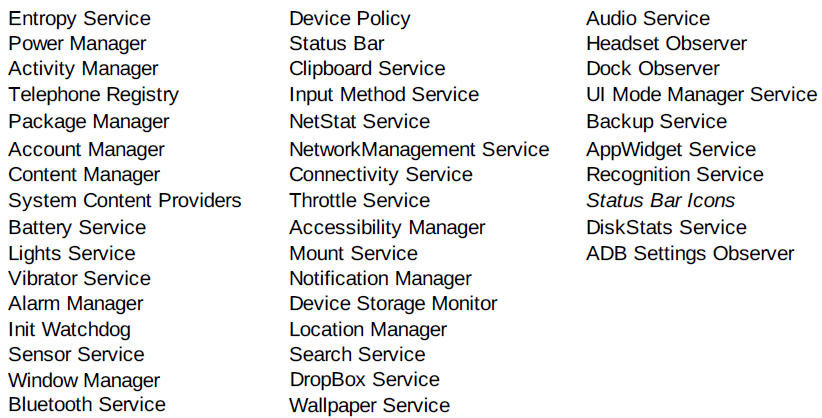 Entropy Service
Power Manager
Activity Manager
Telephone Registry
Package Manager
Account Manager
Content Manager
System Content Providers
Battery Service
Lights Service
Vibrator Service
Alarm Manager
Init Watchdog
Sensor Service
Window Manager
Bluetooth Service
Device Policy
Status Bar
Clipboard Service
Input Method Service
NetStat Service
NetworkManagement Service
Connectivity Service
Throttle Service
Accessibility Manager
Mount Service
Notification Manager
Device Storage Monitor
Location Manager
Search Service
DropBox Service
Wallpaper Service
Audio Service
Headset Observer
Dock Observer
UI Mode Manager Service
Backup Service
AppWidget Service
Recognition Service
Status Bar Icons
DiskStats Service
ADB Settings Observer